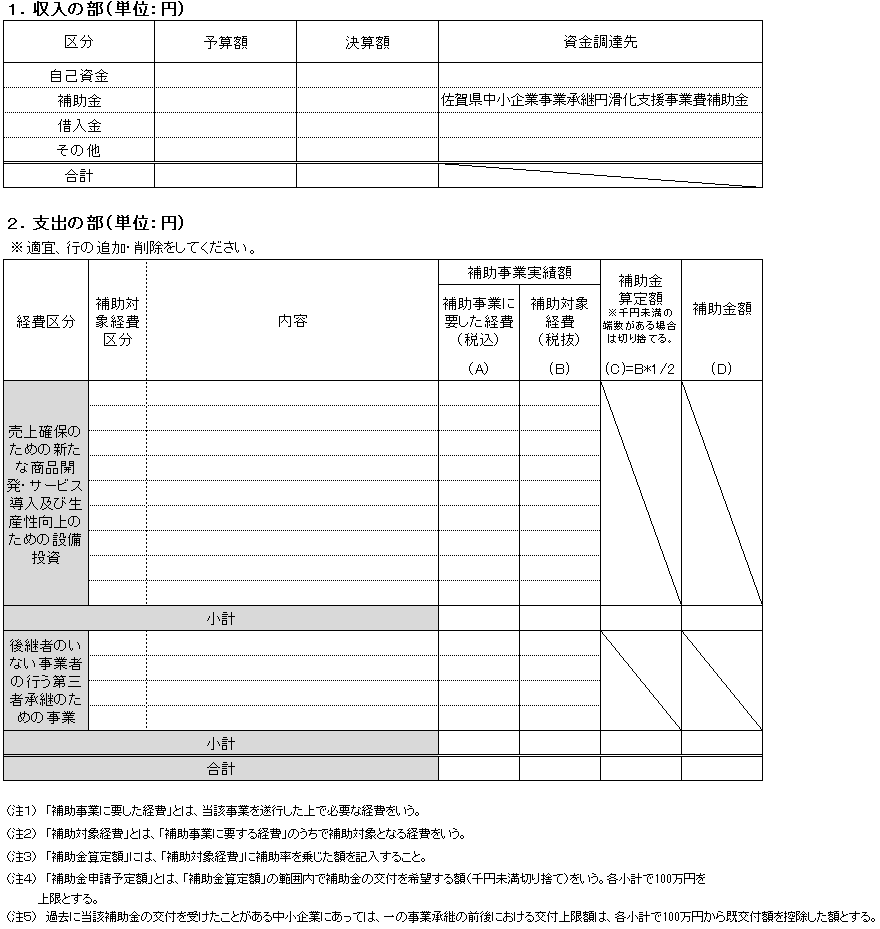 １．収入の部（単位：円）
区分 予算額 決算額 資金調達先
自己資金
補助金 佐賀県中小企業事業承継円滑化支援事業費補助金
借入金
その他
合計
２．支出の部（単位：円）
※適宜、行の追加・削除をしてください。
経費区分
補助対
象経費
区分
内容
補助事業実績額
補助事業に
要した経費
（税込）
（A）
補助対象
経費
（税抜）
（B）
補助金
算定額
※千円未満の
端数がある場合
は切り捨てる。
（C）=B*1/2
補助金額
（D）
売上確保の
ための新た
な商品開
発・サービス
導入及び生
産性向上の
ための設備
投資
小計
後継者のい
ない事業者
の行う第三
者承継のた
めの事業
小計
合計
（注１） 「補助事業に要した経費」とは、当該事業を遂行した上で必要な経費をいう。
（注２） 「補助対象経費」とは、「補助事業に要する経費」のうちで補助対象となる経費をいう。
（注３） 「補助金算定額」には、「補助対象経費」に補助率を乗じた額を記入すること。
（注４） 「補助金申請予定額」とは、「補助金算定額」の範囲内で補助金の交付を希望する額（千円未満切り捨て）をいう。各小計で100万円を
上限とする。
（注５） 過去に当該補助金の交付を受けたことがある中小企業にあっては、一の事業承継の前後における交付上限額は、各小計で100万円から既交付額を控除した額とする。